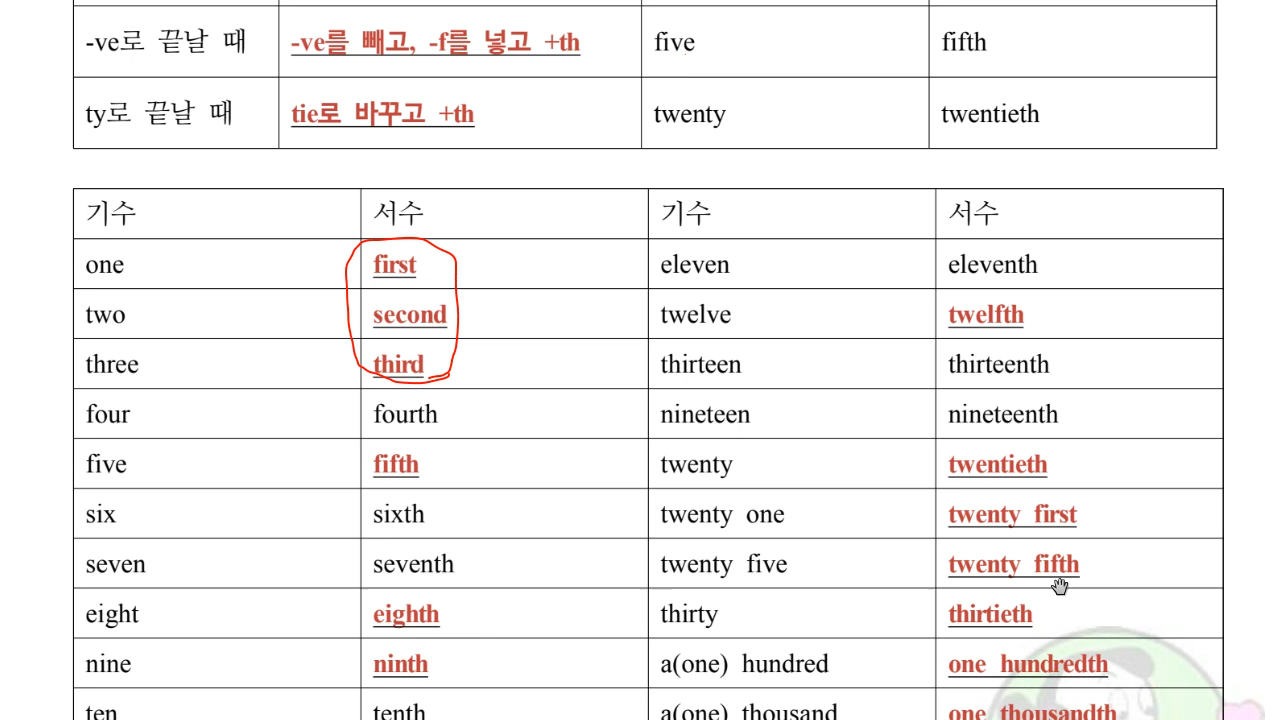 -ve로 끝날 때 -ve를 빼고, -f를 넣고 +th five fifth
ty로 끝날 때 tie로 바꾸고 +th twenty twentieth
기수 서수 기수 서수
one first eleven eleventh
two second twelve twelfth
three third thirteen thirteenth
four fourth nineteen nineteenth
five fifth twenty twentieth
six sixth twenty one twenty first
seven seventh twenty five twenty fifth
eight eighth thirty thirtieth
nine ninth a(one) hundred one hundredth
ten tenth a(one) thousand one thousandth